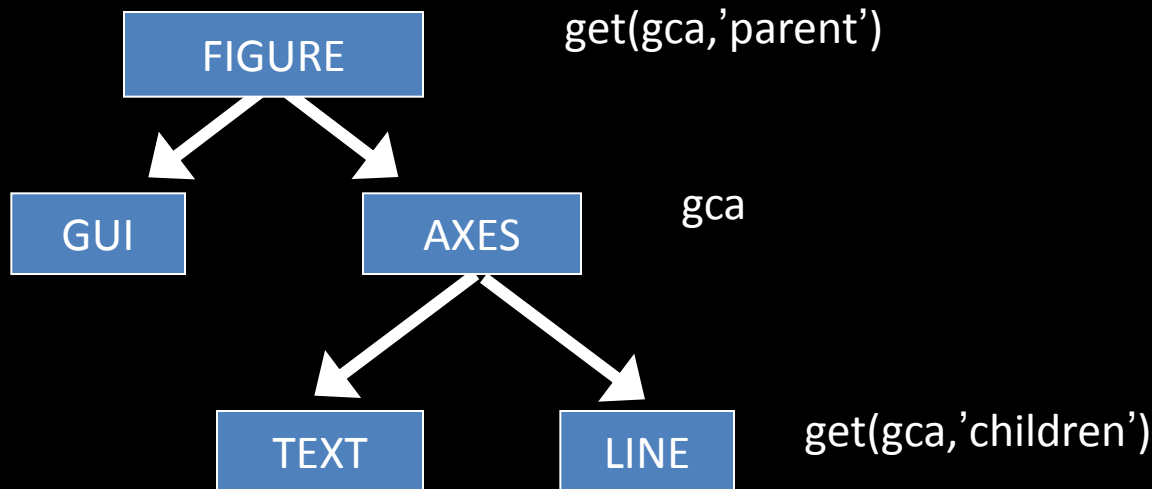 FIGURE
get(gca,’parent’)
GUI
AXES
gca
TEXT
LINE
get(gca,’children’)